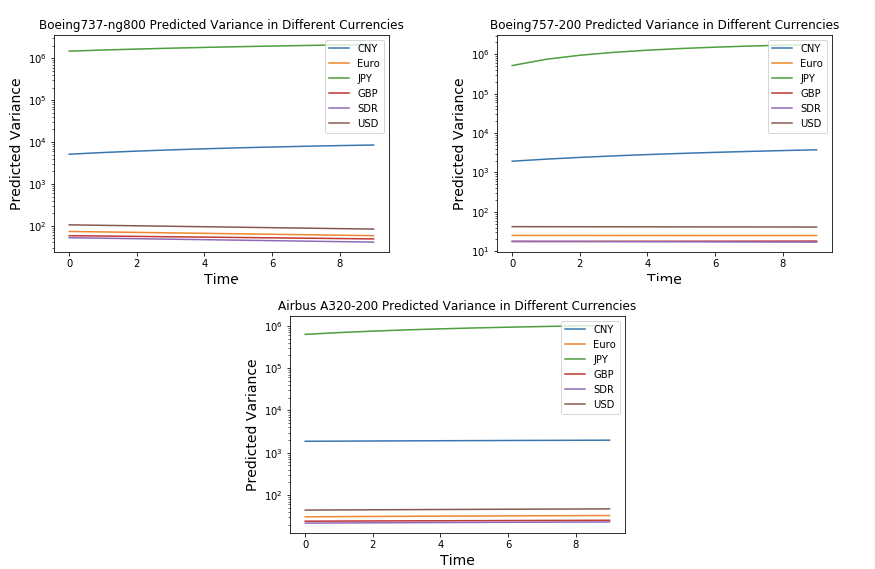 Boeing737-ng800 Predicted Variance in Different Currencies
Predicted Variance
10^6
10^5
10^4
10^3
10^2
0 2 4 6 8
Time
CNY
Euro
JPY
GBP
SDR
USD
Boeing757-200 Predicted Variance in Different Currencies
Predicted Variance
10^6
10^5
10^4
10^3
10^2
10^1
0 2 4 6 8
Time
CNY
Euro
JPY
GBP
SDR
USD
Airbus A320-200 Predicted Variance in Different Currencies
Predicted Variance
10^6
10^5
10^4
10^3
10^2
0 2 4 6 8
Time
CNY
Euro
JPY
GBP
SDR
USD